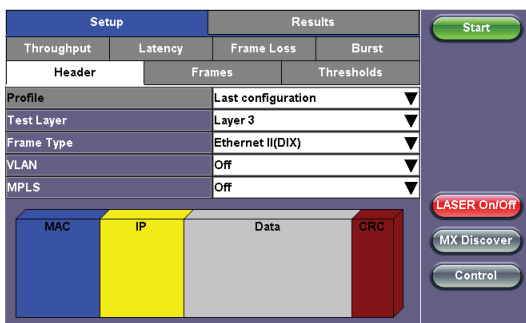 Setup Results
Throughput Latency Frame Loss Burst
Header Frames Thresholds
Profile Last configuration
Test Layer Layer 3
Frame Type Ethernet II(DIX)
VLAN Off
MPLS Off
MAC IP Data CRC
Start
LASER On/Off
MX Discover
Control